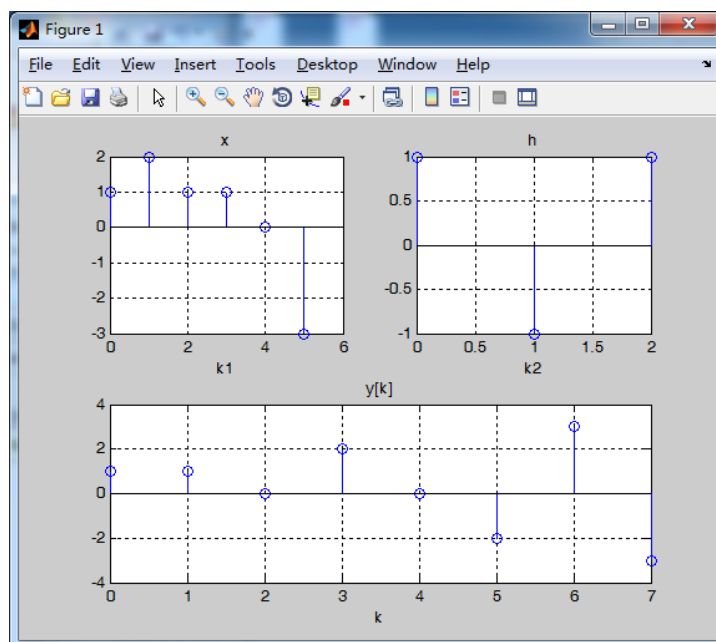 Figure 1
File Edit View Insert Tools Desktop Window Help
x
2
1
0
-1
-2
-3
0 2 4 6
k1
h
1
0.5
0
-0.5
-1
0 0.5 1 1.5 2
k2
y[k]
4
2
0
-2
-4
0 1 2 3 4 5 6 7
k